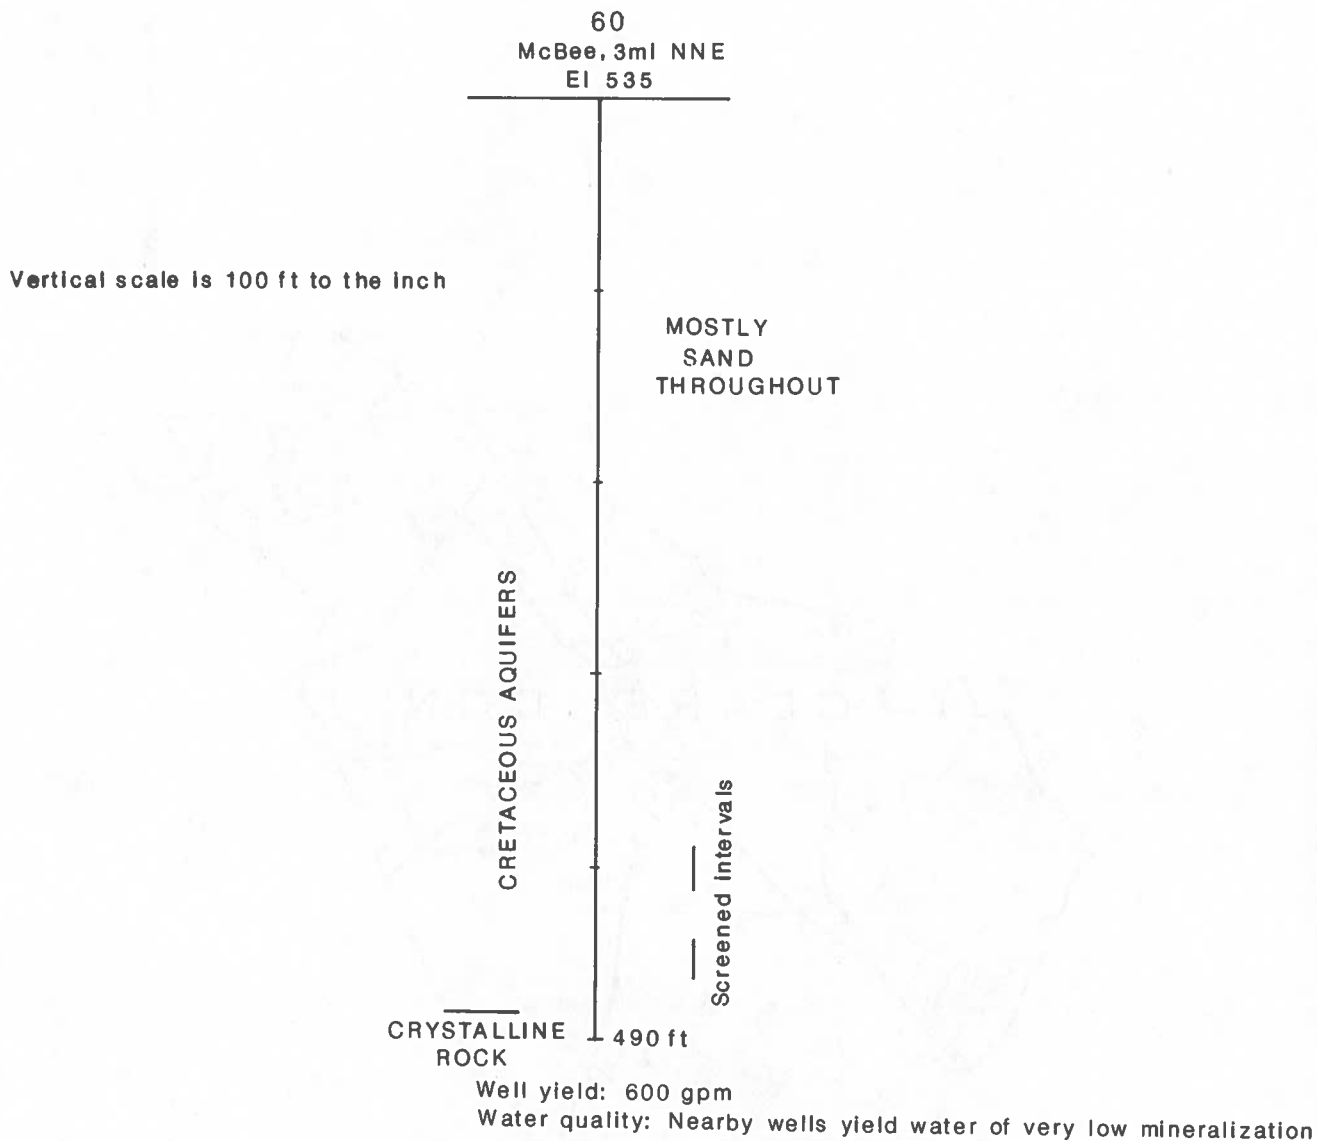 60
McBee, 3mi NNE
El 535
Vertical scale is 100 ft to the inch
MOSTLY
SAND
THROUGHOUT
CRETACEOUS AQUIFERS
Screened intervals
CRYSTALLINE
ROCK
490 ft
Well yield: 600 gpm
Water quality: Nearby wells yield water of very low mineralization